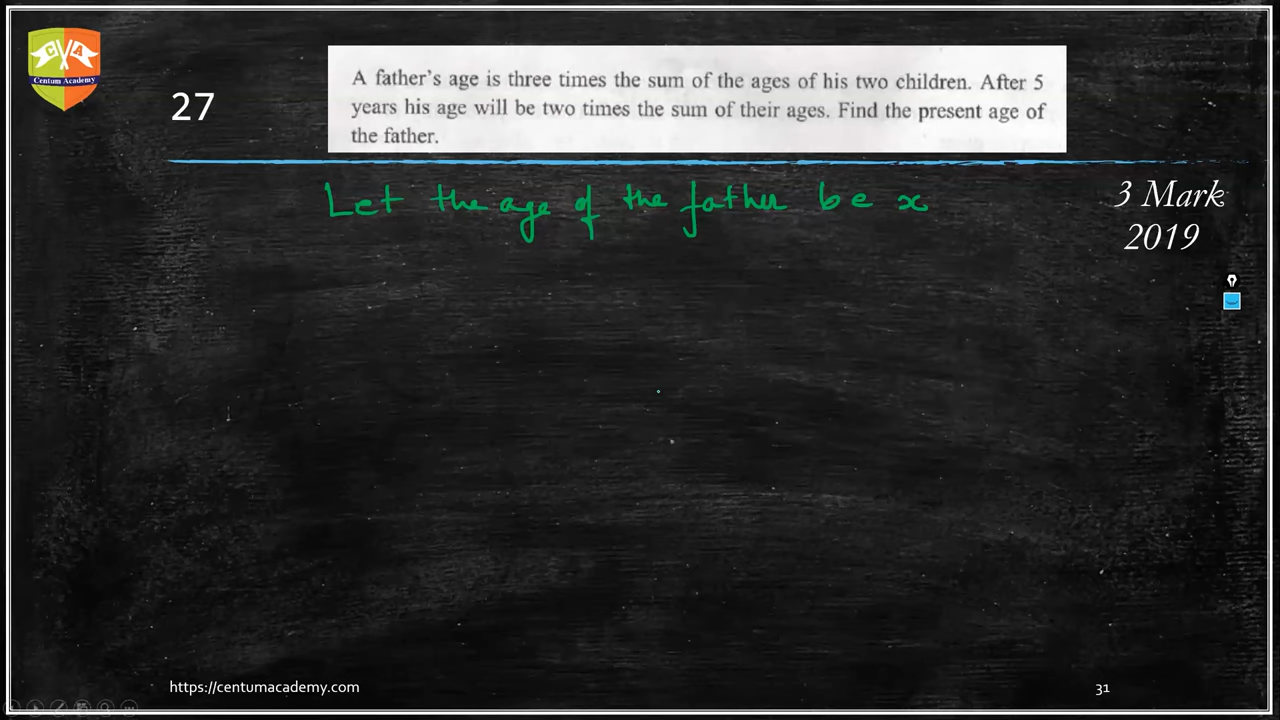 C A
Centum Academy
27
A father's age is three times the sum of the ages of his two children. After 5
years his age will be two times the sum of their ages. Find the present age of
the father.
Let the age of the father be x
3 Mark
2019
https://centumacademy.com
31